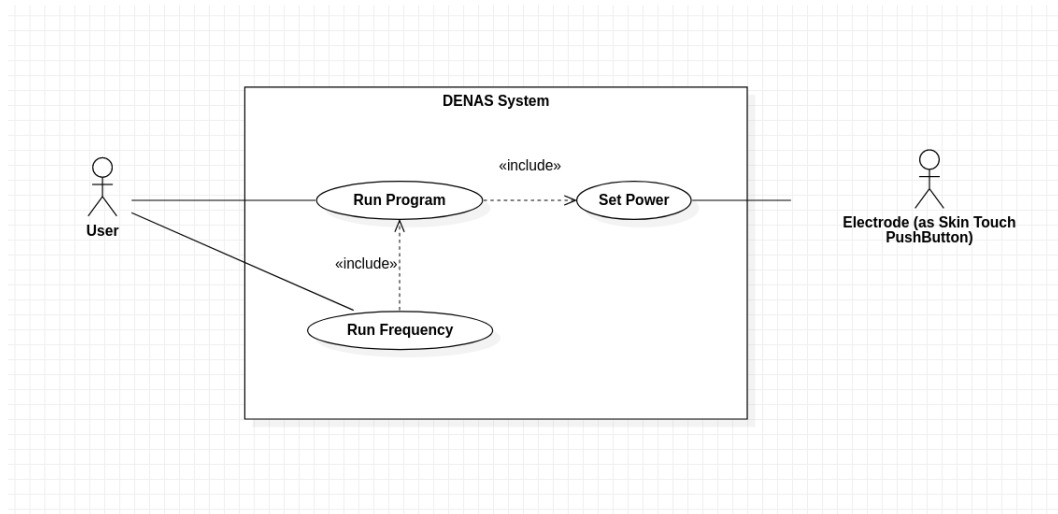 DENAS System
«include»
Run Program
Set Power
User
Electrode (as Skin Touch
PushButton)
«include»
Run Frequency